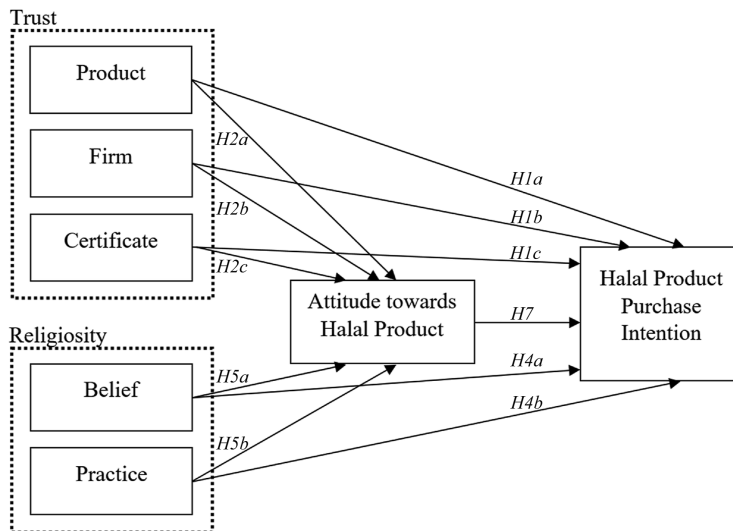 Trust
Product
Firm
Certificate
H2a
H2b
H2c
H1a
H1b
H1c
Attitude towards
Halal Product
H7
Halal Product
Purchase
Intention
Religiosity
Belief
Practice
H5a
H5b
H4a
H4b